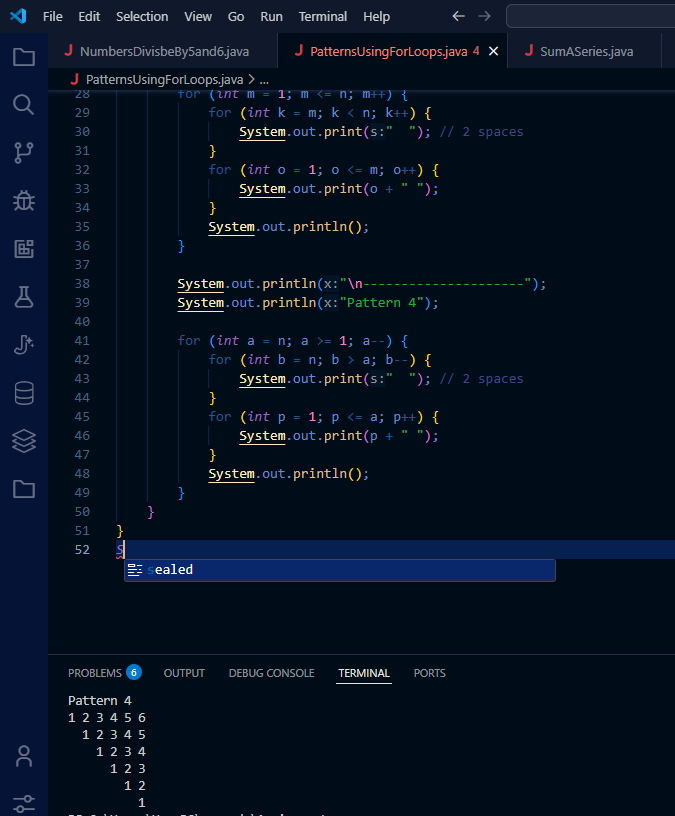 File Edit Selection View Go Run Terminal Help
NumbersDivisbeBy5and6.java PatternsUsingForLoops.java 4 SumASeries.java
PatternsUsingForLoops.java > ...
28 for (int m = 1; m <= n; m++) {
29 for (int k = m; k < n; k++) {
30 System.out.print(s:"  "); // 2 spaces
31 }
32 for (int o = 1; o <= m; o++) {
33 System.out.print(o + " ");
34 }
35 System.out.println();
36 }
37
38 System.out.println(x:"\n---------------------");
39 System.out.println(x:"Pattern 4");
40
41 for (int a = n; a >= 1; a--) {
42 for (int b = n; b > a; b--) {
43 System.out.print(s:"  "); // 2 spaces
44 }
45 for (int p = 1; p <= a; p++) {
46 System.out.print(p + " ");
47 }
48 System.out.println();
49 }
50 }
51 }
52 S
sealed
PROBLEMS 6 OUTPUT DEBUG CONSOLE TERMINAL PORTS
Pattern 4
1 2 3 4 5 6
1 2 3 4 5
1 2 3 4
1 2 3
1 2
1